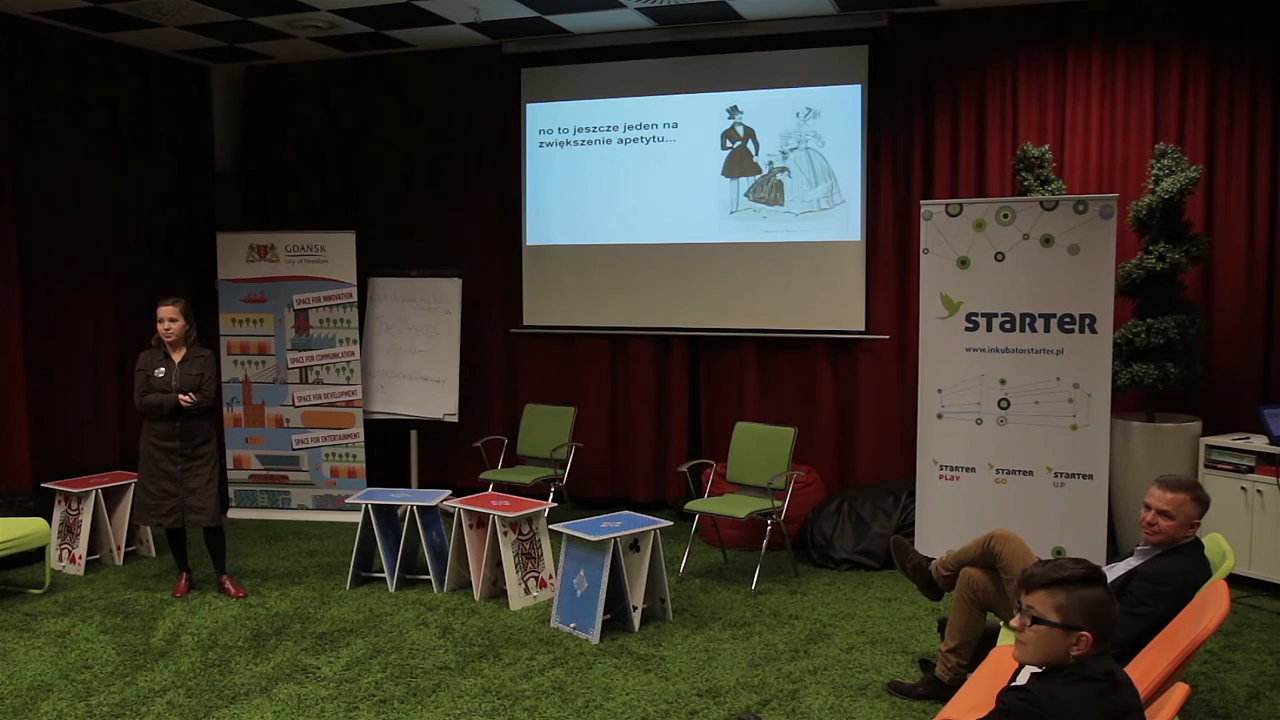 no to jeszcze jeden na
zwiększenie apetytu...
GDAŃSK
city of freedom
SPACE FOR INNOVATION
SPACE FOR COMMUNICATION
SPACE FOR DEVELOPMENT
SPACE FOR ENTERTAINMENT
STARTER
www.inkubatorstarter.pl
STARTER
PLAY
STARTER
GO
STARTER
UP